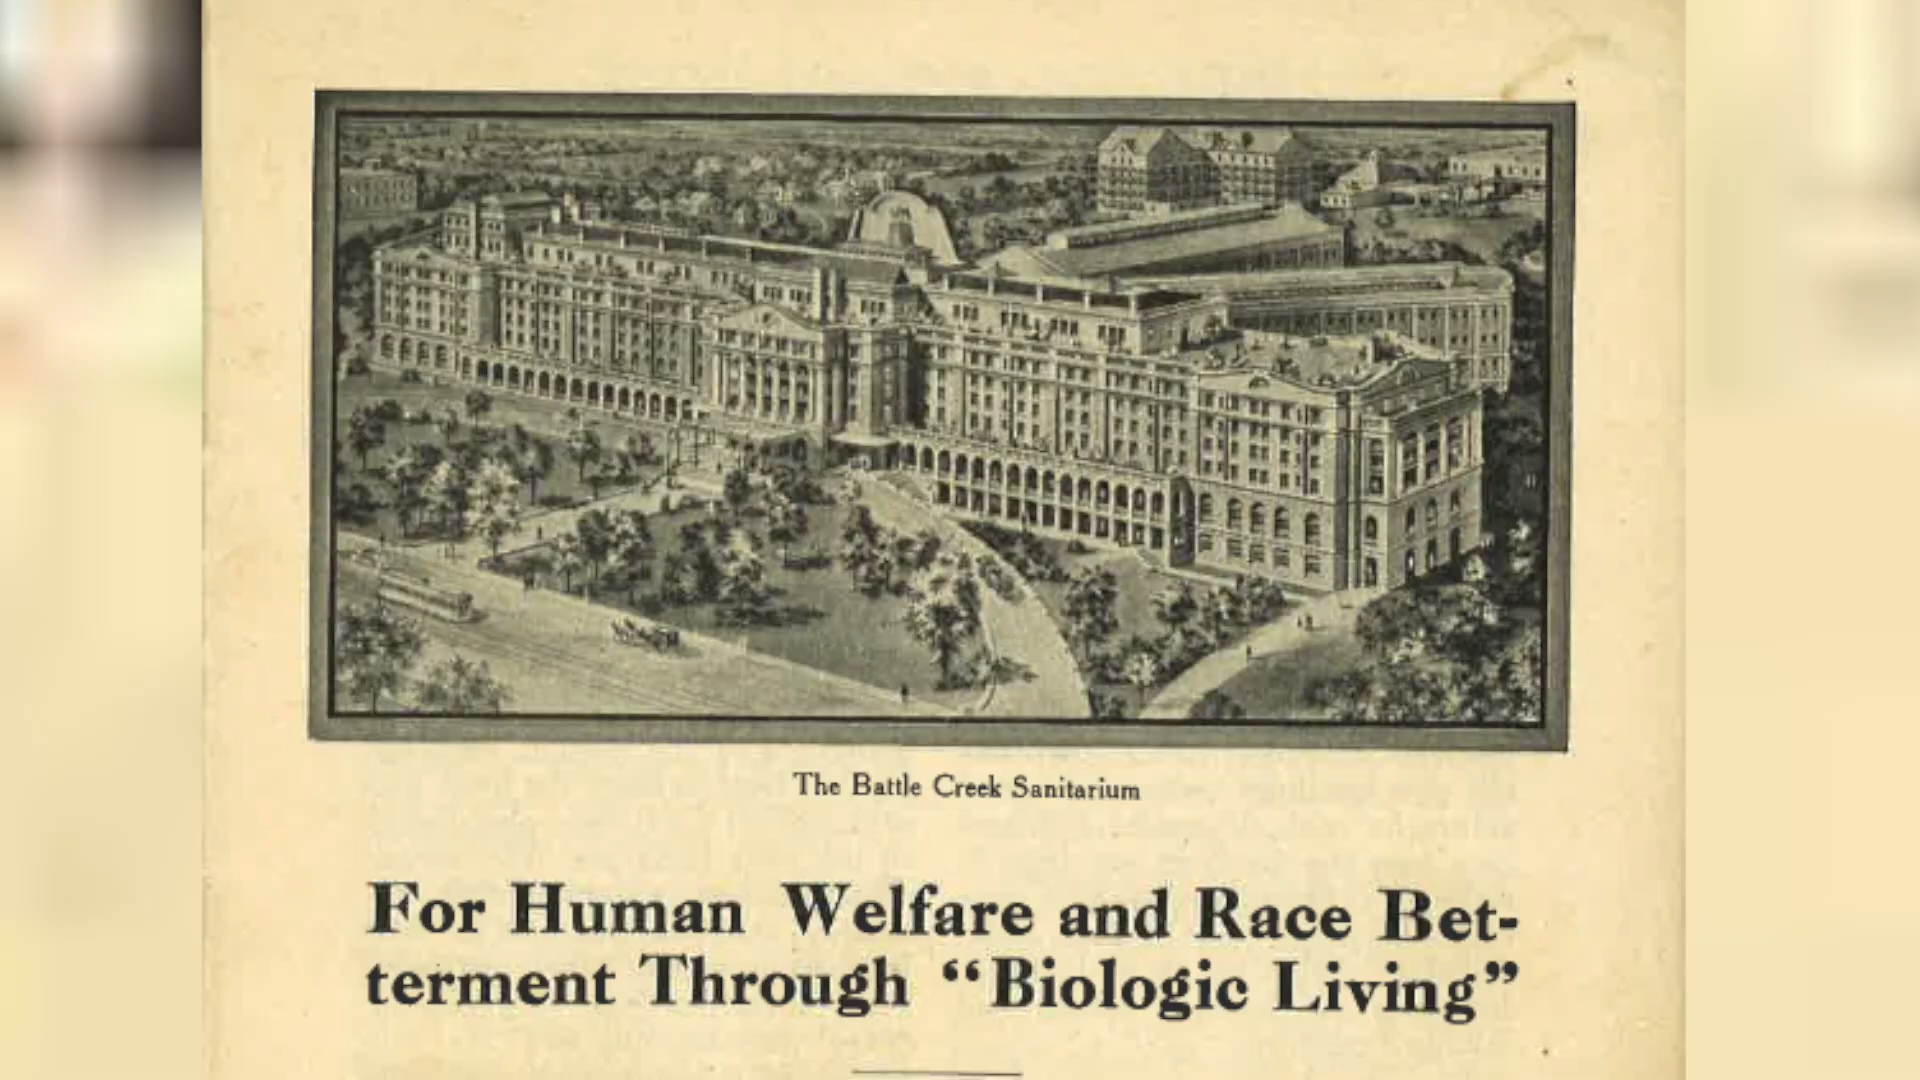 The Battle Creek Sanitarium
For Human Welfare and Race Bet-
terment Through “Biologic Living”